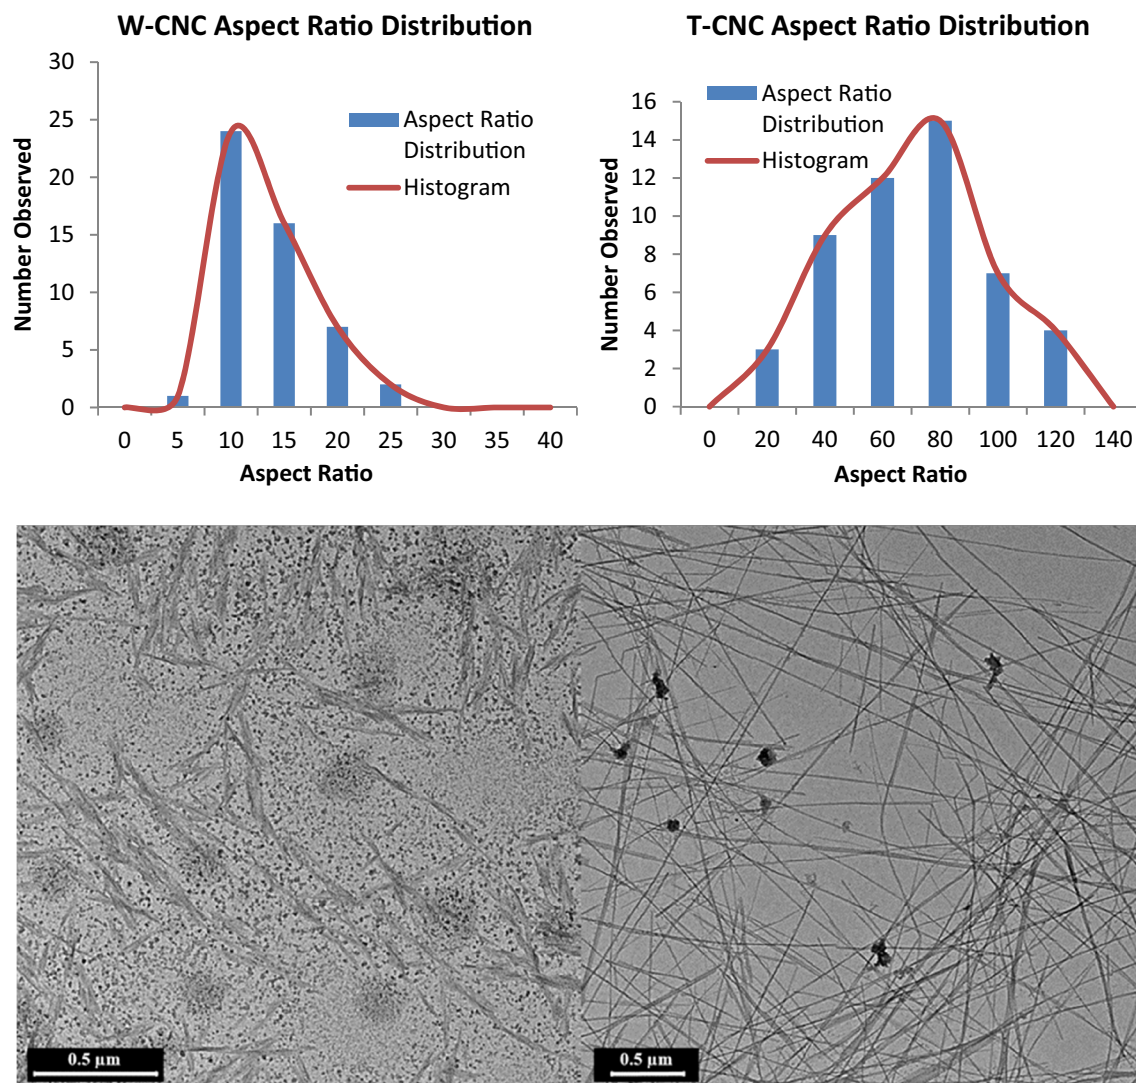 W-CNC Aspect Ratio Distribution
30
25
20
15
10
5
0
Number Observed
Aspect Ratio
Distribution
Histogram
0 5 10 15 20 25 30 35 40
Aspect Ratio
T-CNC Aspect Ratio Distribution
16
14
12
10
8
6
4
2
0
Number Observed
Aspect Ratio
Distribution
Histogram
0 20 40 60 80 100 120 140
Aspect Ratio
0.5 µm
0.5 µm